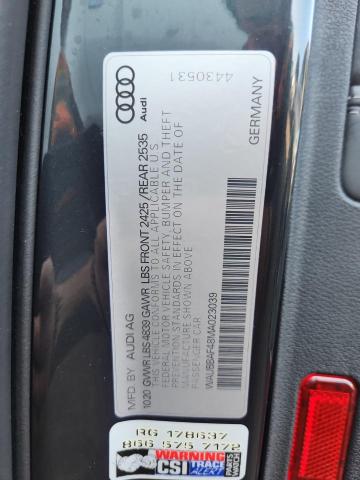 Audi
4430531
MFD. BY AUDI AG
10.20 GVWR LBS 4839 GAWR LBS FRONT 2425 /REAR 2535
THIS VEHICLE CONFORMS TO ALL APPLICABLE U S
FEDERAL MOTOR VEHICLE SAFETY, BUMPER AND THEFT
PREVENTION STANDARDS IN EFFECT ON THE DATE OF
MANUFACTURE SHOWN ABOVE
PASSENGER CAR
GERMANY
WAUBBAF48MA023039
RG 178637
866 575 7172
WARNING
CSI TRACE
ALERT
PARTS
WATCH